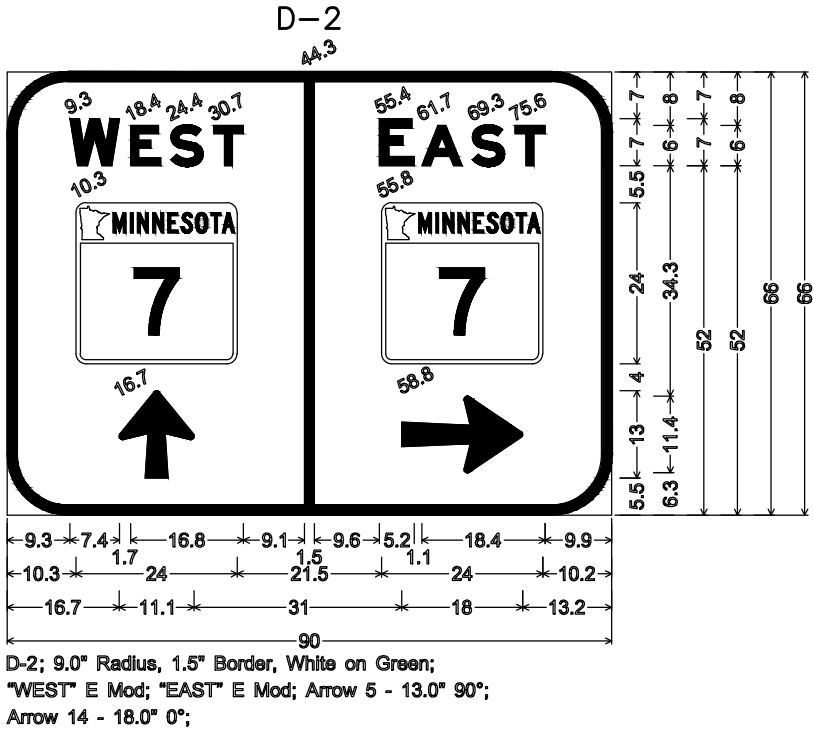 D-2
44.3
9.3 18.4 24.4 30.7 55.4 61.7 69.3 75.6
WEST EAST
10.3 55.8
MINNESOTA MINNESOTA
7 7
16.7 58.8
7 8 7 8
7 6 7 6
5.5
24 34.3 66 66
52 52
4
13 11.4
5.5 6.3
9.3 7.4 16.8 9.1 9.6 5.2 18.4 9.9
1.7 1.5 1.1
10.3 24 21.5 24 10.2
16.7 11.1 31 18 13.2
90
D-2; 9.0" Radius, 1.5" Border, White on Green;
"WEST" E Mod; "EAST" E Mod; Arrow 5 - 13.0" 90°;
Arrow 14 - 18.0" 0°;